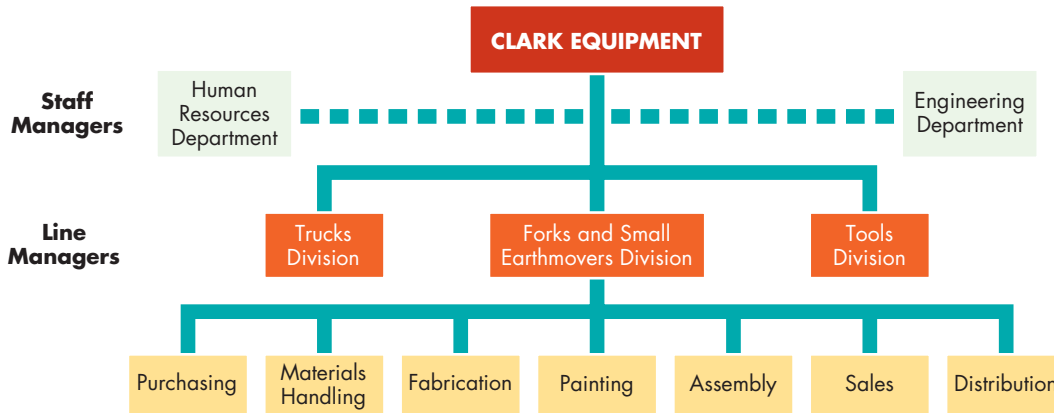 CLARK EQUIPMENT
Staff
Managers
Human
Resources
Department
Engineering
Department
Line
Managers
Trucks
Division
Forks and Small
Earthmovers Division
Tools
Division
Purchasing
Materials
Handling
Fabrication
Painting
Assembly
Sales
Distribution